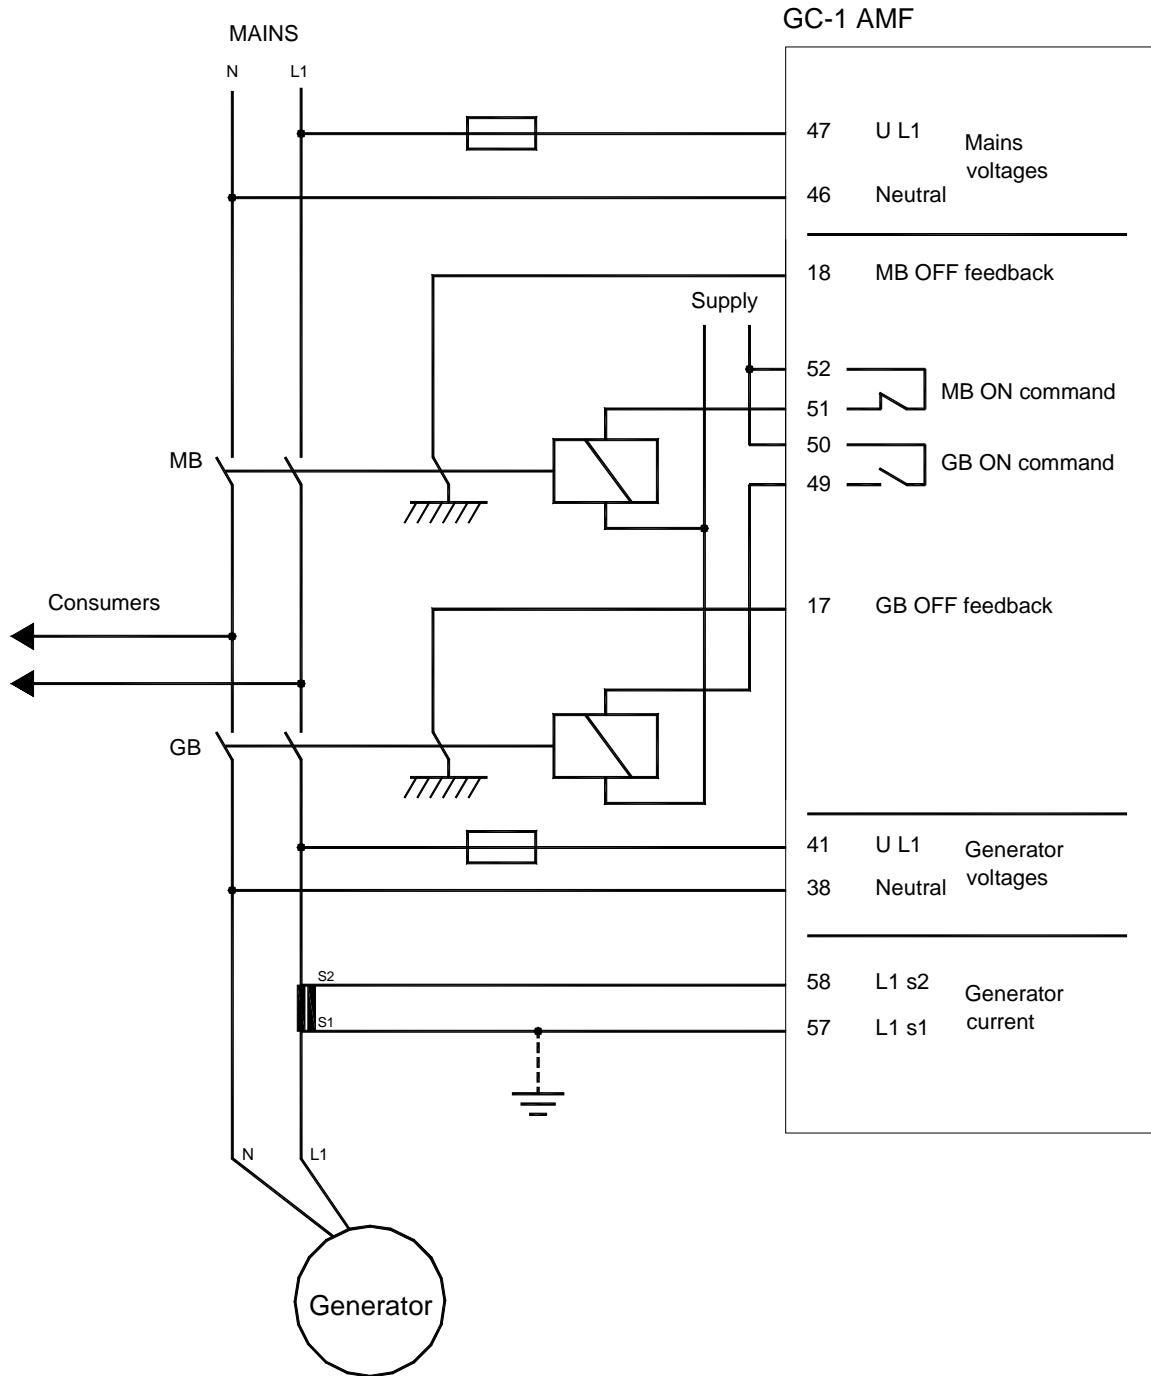 GC-1 AMF
MAINS
N L1
47 U L1
Mains
voltages
46 Neutral
18 MB OFF feedback
Supply
52
MB ON command
51
50
GB ON command
49
MB
Consumers
17 GB OFF feedback
GB
41 U L1
Generator
voltages
38 Neutral
S2
58 L1 s2
Generator
current
S1
57 L1 s1
N L1
Generator